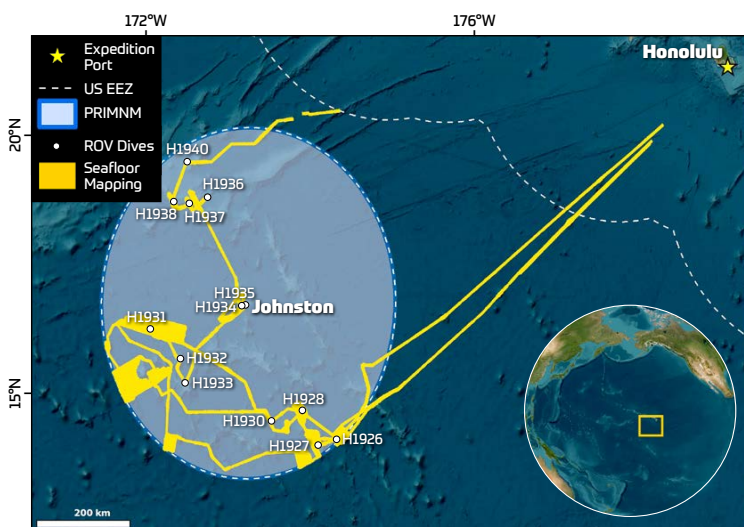 172°W
176°W
Expedition
Port
US EEZ
PRIMNM
ROV Dives
Seafloor
Mapping
Honolulu
20°N
15°N
H1940
H1936
H1938
H1937
H1935
H1934
Johnston
H1931
H1932
H1933
H1928
H1930
H1927
H1926
200 km